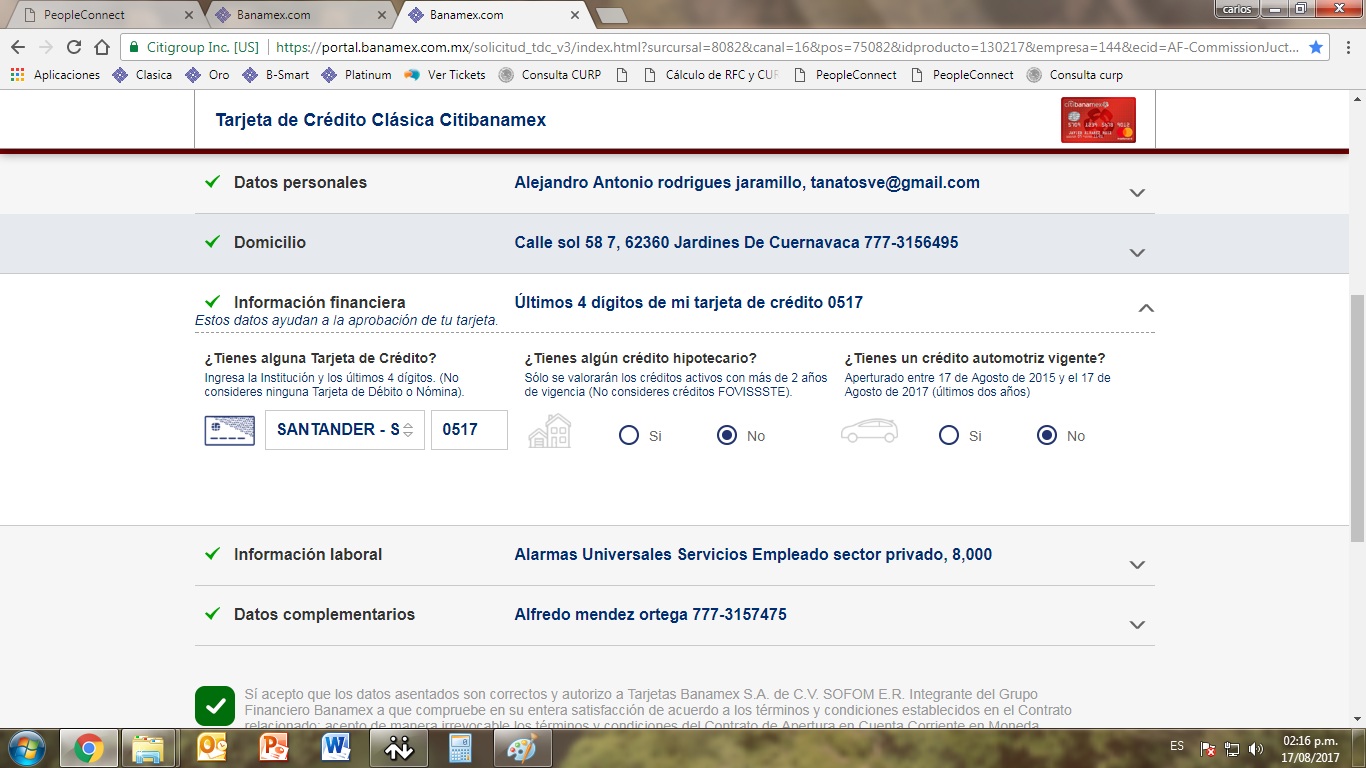 PeopleConnect
Banamex.com
Banamex.com
carlos
Citigroup Inc. [US]
https://portal.banamex.com.mx/solicitud_tdc_v3/index.html?surcursal=8082&canal=16&pos=75082&idproducto=130217&empresa=144&ecid=AF-CommissionJuct...
Aplicaciones
Clasica
Oro
B-Smart
Platinum
Ver Tickets
Consulta CURP
Cálculo de RFC y CUR
PeopleConnect
PeopleConnect
Consulta curp
Tarjeta de Crédito Clásica Citibanamex
citibanamex
Datos personales
Alejandro Antonio rodrigues jaramillo, tanatosve@gmail.com
Domicilio
Calle sol 58 7, 62360 Jardines De Cuernavaca 777-3156495
Información financiera
Últimos 4 dígitos de mi tarjeta de crédito 0517
Estos datos ayudan a la aprobación de tu tarjeta.
¿Tienes alguna Tarjeta de Crédito?
Ingresa la Institución y los últimos 4 dígitos. (No
consideres ninguna Tarjeta de Débito o Nómina).
SANTANDER - S
0517
¿Tienes algún crédito hipotecario?
Sólo se valorarán los créditos activos con más de 2 años
de vigencia (No consideres créditos FOVISSSTE).
Si
No
¿Tienes un crédito automotriz vigente?
Aperturado entre 17 de Agosto de 2015 y el 17 de
Agosto de 2017 (últimos dos años)
Si
No
Información laboral
Alarmas Universales Servicios Empleado sector privado, 8,000
Datos complementarios
Alfredo mendez ortega 777-3157475
Sí acepto que los datos asentados son correctos y autorizo a Tarjetas Banamex S.A. de C.V. SOFOM E.R. Integrante del Grupo
Financiero Banamex a que compruebe en su entera satisfacción de acuerdo a los términos y condiciones establecidos en el Contrato
relacionado; acepto de manera irrevocable los términos y condiciones del Contrato de Apertura en Cuenta Corriente en Moneda
ES
02:16 p.m.
17/08/2017